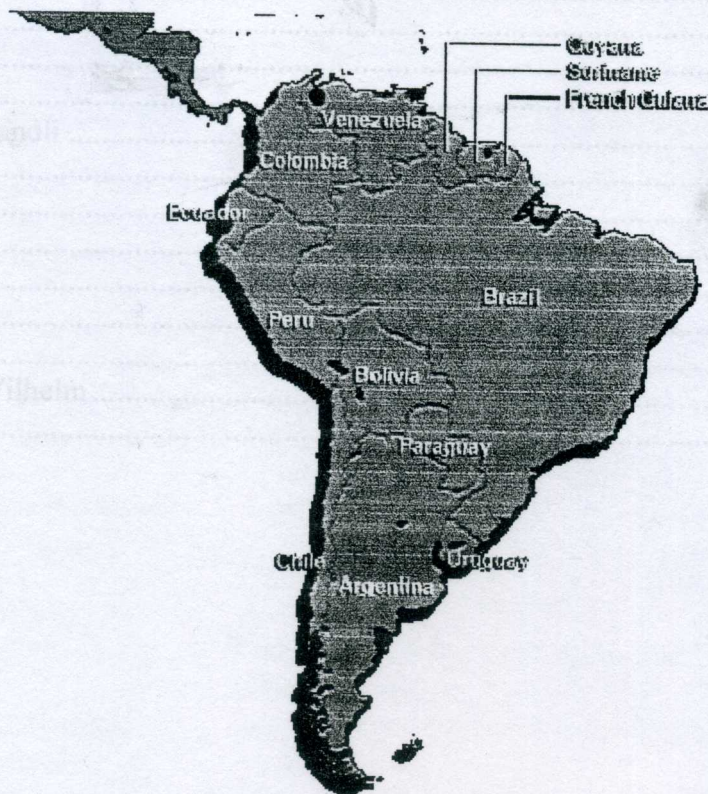 Guyana
Suriname
French Guiana
Venezuela
Colombia
Ecuador
Brazil
Peru
Bolivia
Paraguay
Chile
Uruguay
Argentina